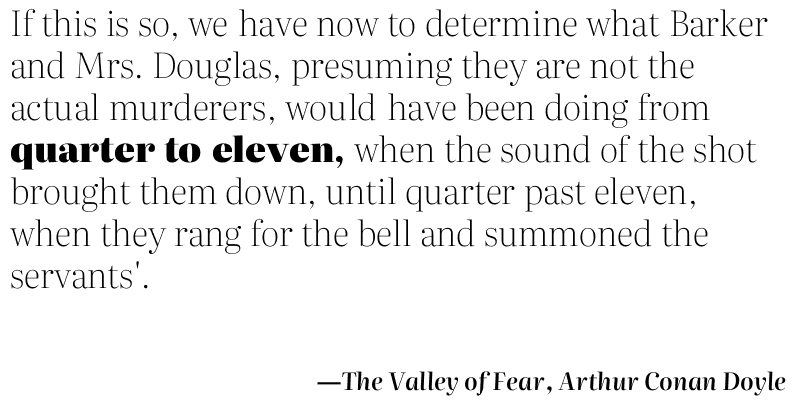 If this is so, we have now to determine what Barker
and Mrs. Douglas, presuming they are not the
actual murderers, would have been doing from
quarter to eleven, when the sound of the shot
brought them down, until quarter past eleven,
when they rang for the bell and summoned the
servants'.
—The Valley of Fear, Arthur Conan Doyle